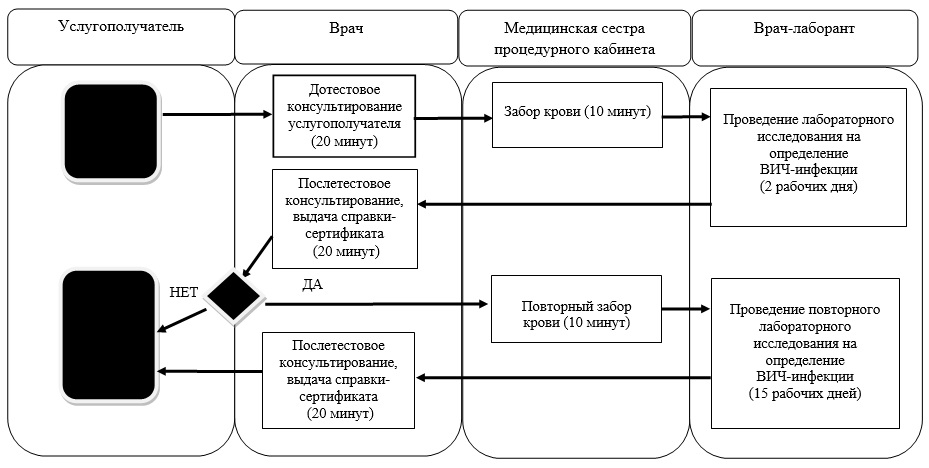 Услугополучатель
Врач
Медицинская сестра
процедурного кабинета
Врач-лаборант
Дотестовое
консультирование
услугополучателя
(20 минут)
Забор крови (10 минут)
Проведение лабораторного
исследования на
определение
ВИЧ-инфекции
(2 рабочих дня)
Послетестовое
консультирование,
выдача справки-
сертификата
(20 минут)
НЕТ
ДА
Повторный забор
крови (10 минут)
Проведение повторного
лабораторного
исследования на
определение
ВИЧ-инфекции
(15 рабочих дней)
Послетестовое
консультирование,
выдача справки-
сертификата
(20 минут)